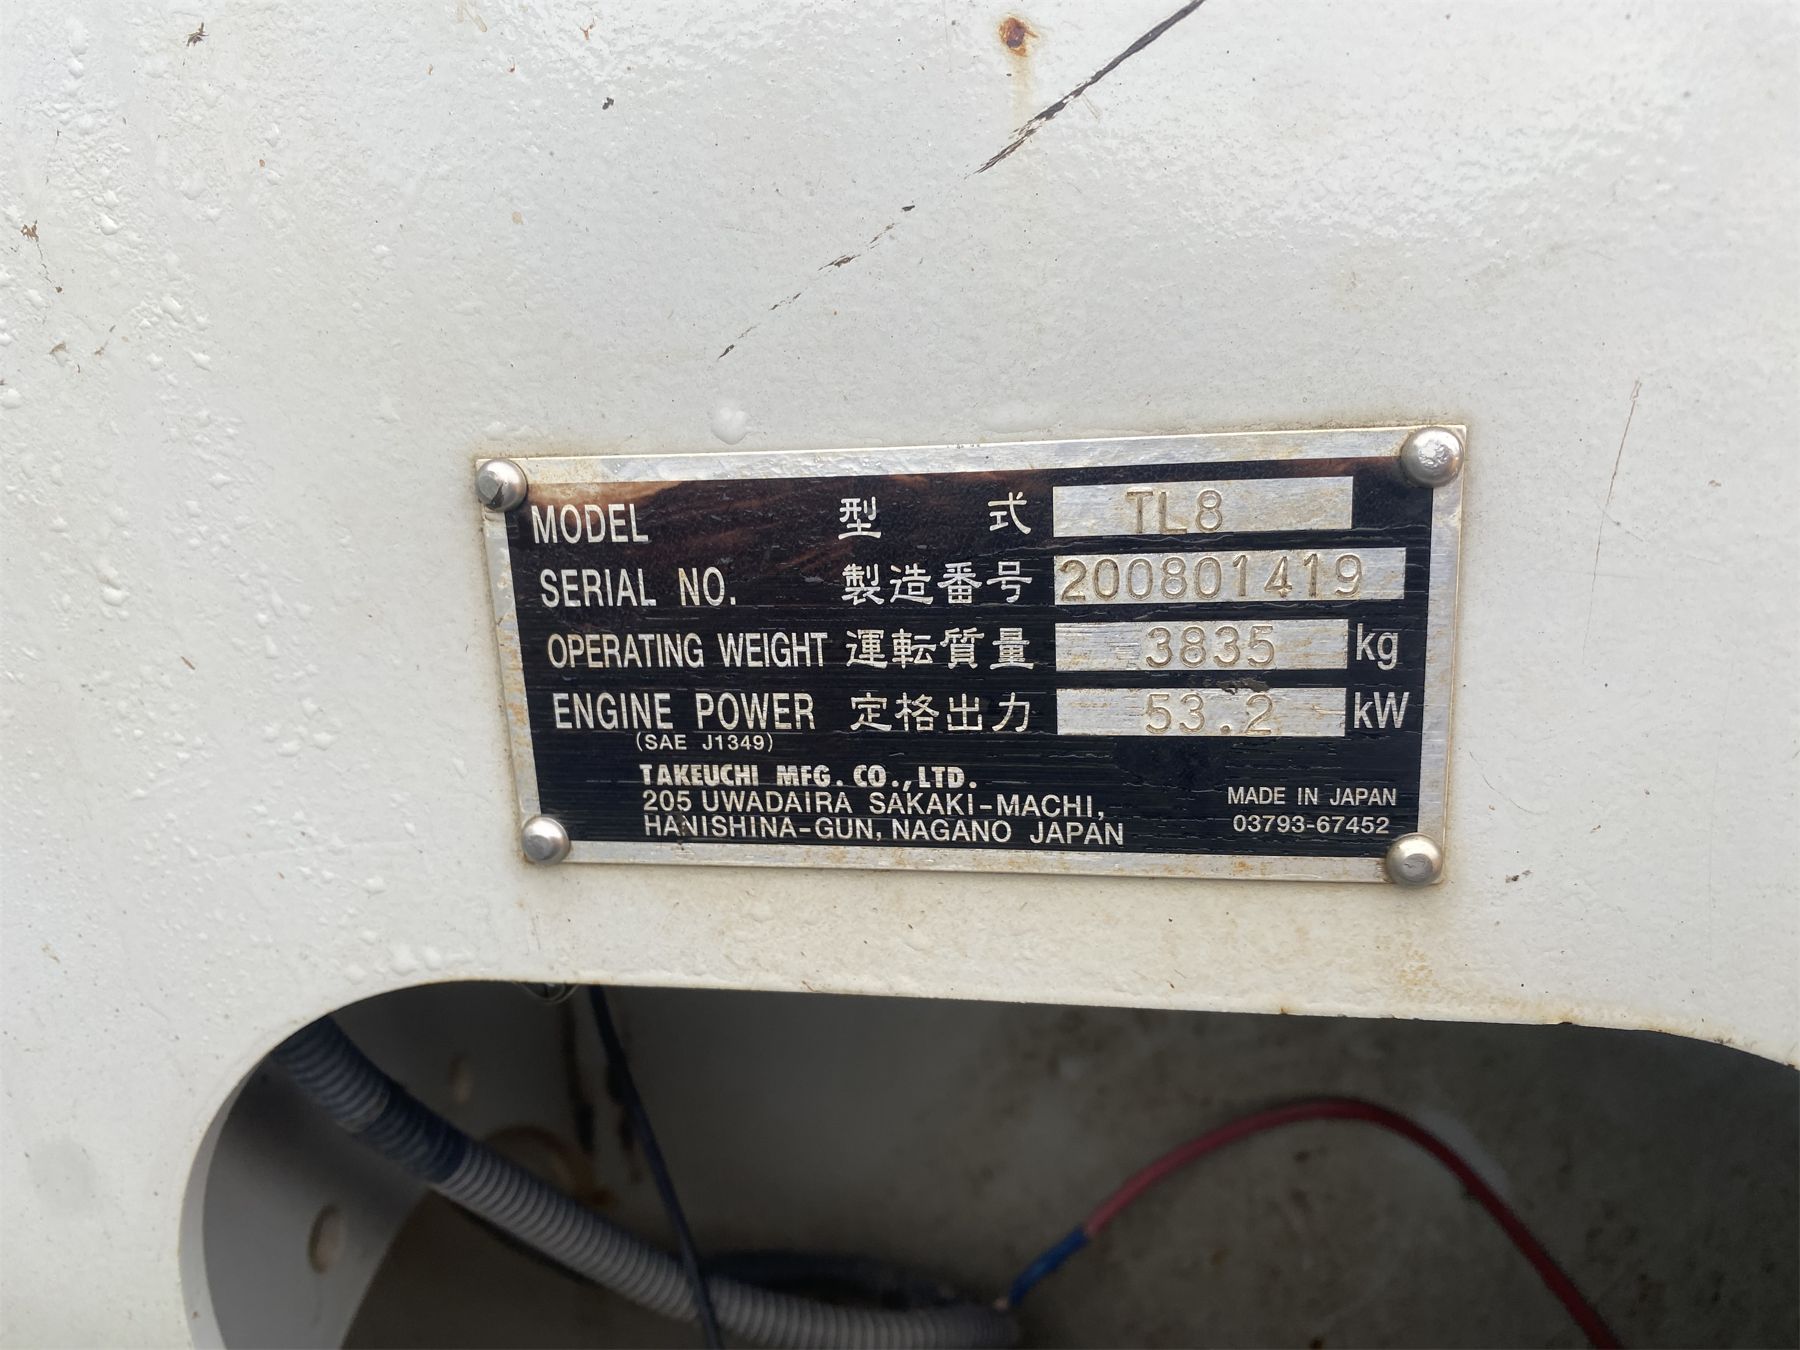 MODEL 型 式 TL8
SERIAL NO. 製造番号 200801419
OPERATING WEIGHT 運転質量 3835 kg
ENGINE POWER 定格出力 53.2 kW
(SAE J1349)
TAKEUCHI MFG. CO.,LTD.
205 UWADAIRA SAKAKI-MACHI,
HANISHINA-GUN, NAGANO JAPAN
MADE IN JAPAN
03793-67452